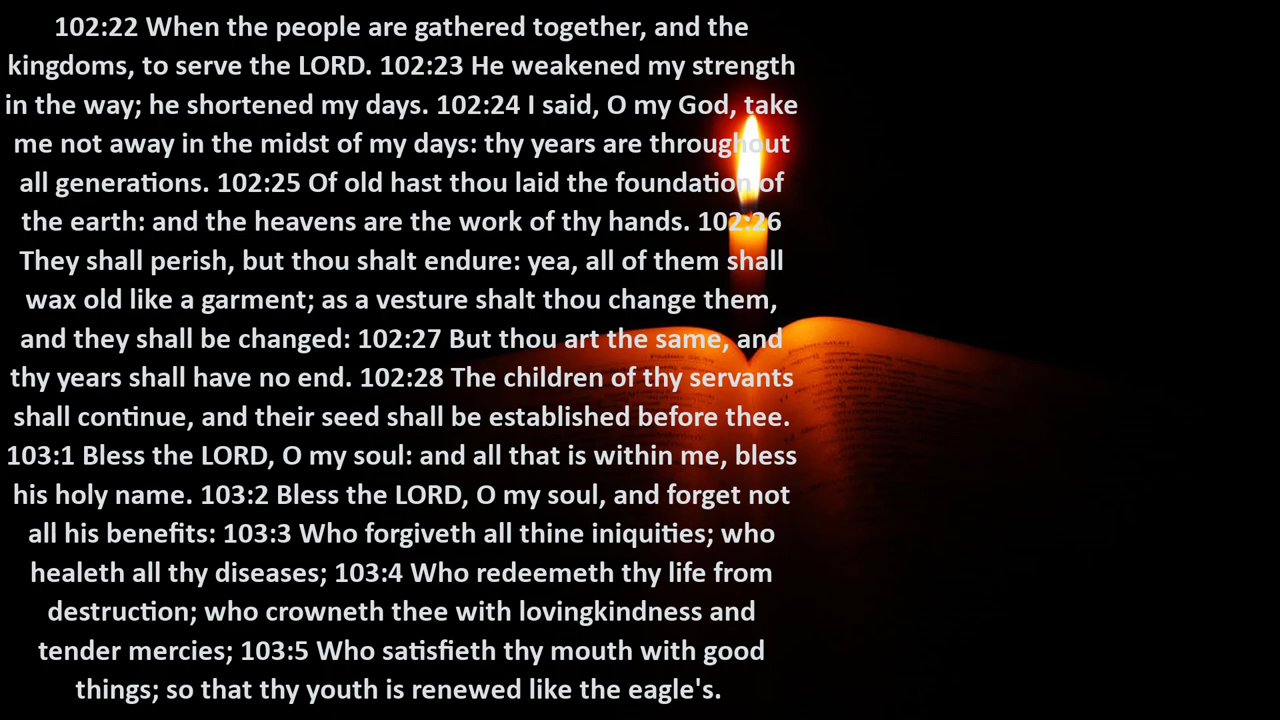 102:22 When the people are gathered together, and the
kingdoms, to serve the LORD. 102:23 He weakened my strength
in the way; he shortened my days. 102:24 I said, O my God, take
me not away in the midst of my days: thy years are throughout
all generations. 102:25 Of old hast thou laid the foundation of
the earth: and the heavens are the work of thy hands. 102:26
They shall perish, but thou shalt endure: yea, all of them shall
wax old like a garment; as a vesture shalt thou change them,
and they shall be changed: 102:27 But thou art the same, and
thy years shall have no end. 102:28 The children of thy servants
shall continue, and their seed shall be established before thee.
103:1 Bless the LORD, O my soul: and all that is within me, bless
his holy name. 103:2 Bless the LORD, O my soul, and forget not
all his benefits: 103:3 Who forgiveth all thine iniquities; who
healeth all thy diseases; 103:4 Who redeemeth thy life from
destruction; who crowneth thee with lovingkindness and
tender mercies; 103:5 Who satisfieth thy mouth with good
things; so that thy youth is renewed like the eagle's.